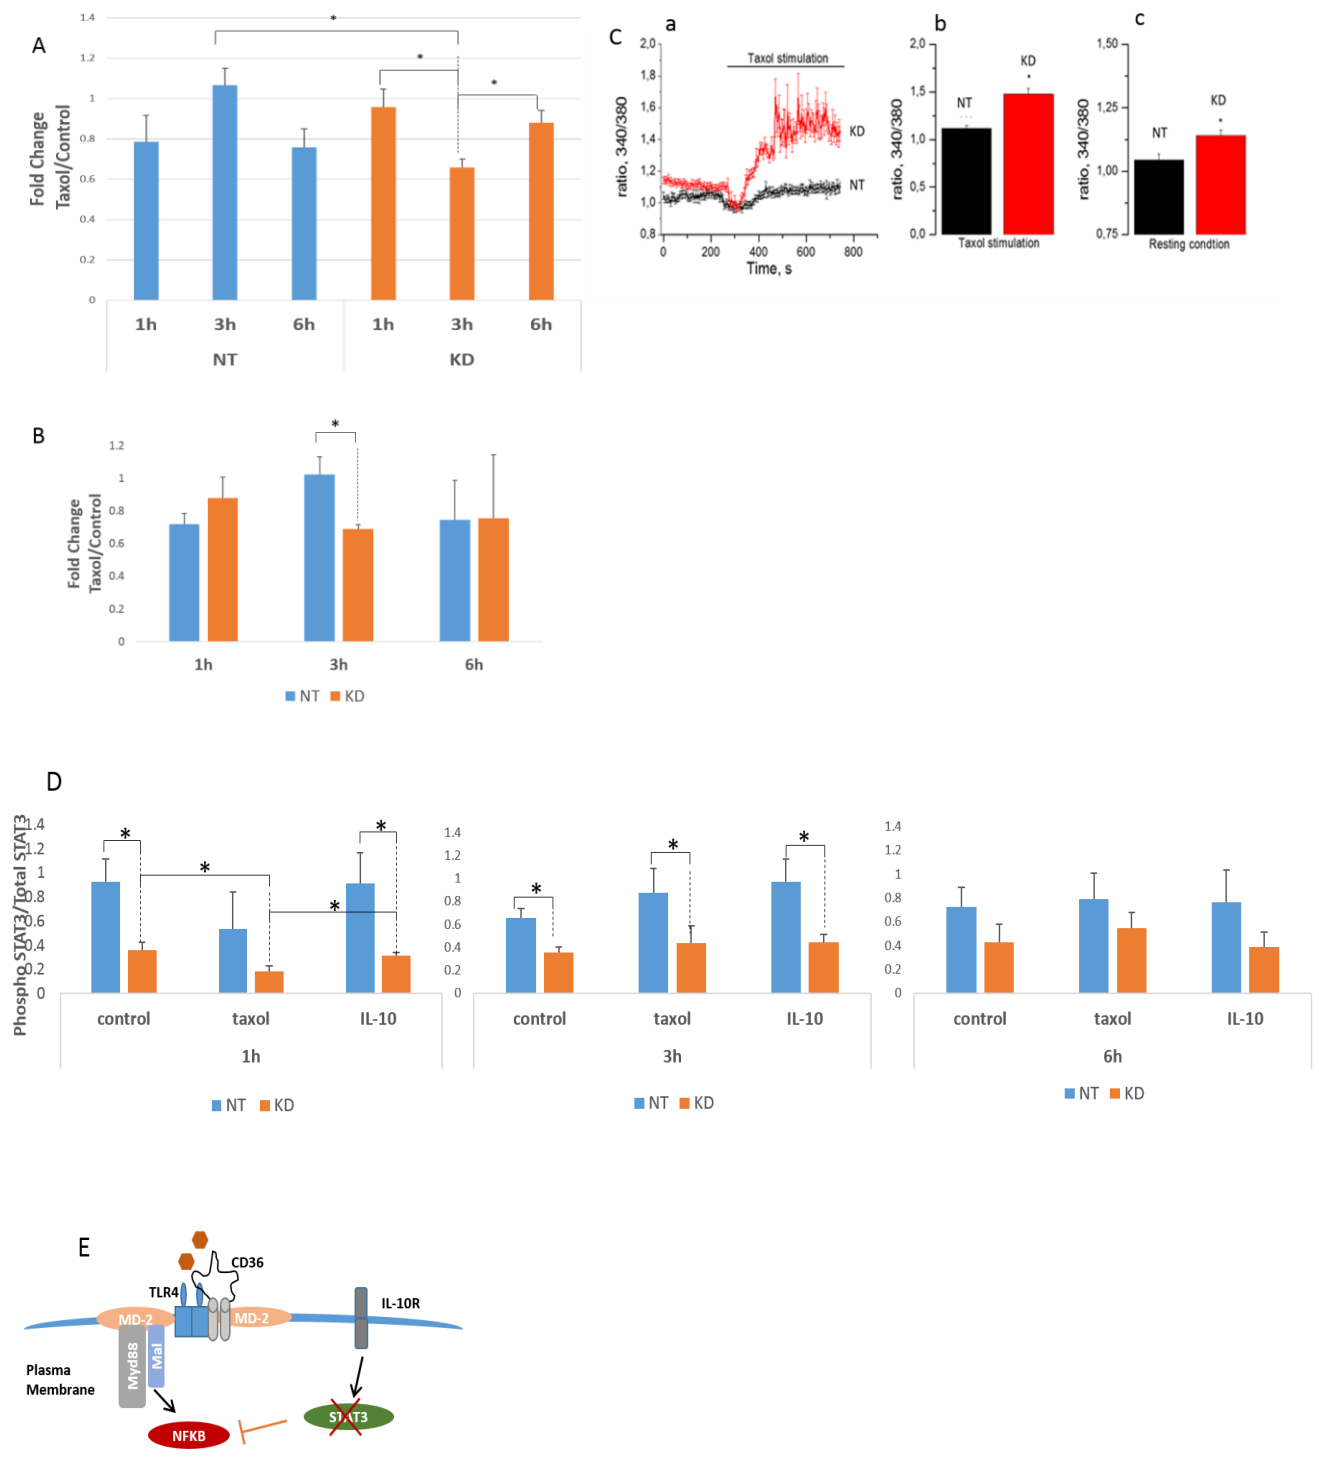 A
Fold Change
Taxol/Control
1.4
1.2
1
0.8
0.6
0.4
0.2
0
*
*
*
1h 3h 6h 1h 3h 6h
NT KD
B
Fold Change
Taxol/Control
1.2
1
0.8
0.6
0.4
0.2
0
*
1h 3h 6h
NT KD
C
a
ratio, 340/380
2,0
1,8
1,6
1,4
1,2
1,0
0,8
Taxol stimulation
KD
NT
0 200 400 600 800
Time, s
b
ratio, 340/380
2,0
1,5
1,0
0,5
0,0
NT
KD
*
Taxol stimulation
c
ratio, 340/380
1,50
1,25
1,00
0,75
NT
KD
*
Resting condtion
D
Phospho STAT3/Total STAT3
1.4
1.2
1
0.8
0.6
0.4
0.2
0
*
*
*
*
control taxol IL-10
1h
NT KD
1.4
1.2
1
0.8
0.6
0.4
0.2
0
*
*
*
control taxol IL-10
3h
NT KD
1.4
1.2
1
0.8
0.6
0.4
0.2
0
control taxol IL-10
6h
NT KD
E
CD36
TLR4
IL-10R
MD-2
MD-2
Myd88
Mal
Plasma
Membrane
STAT3
NFKB